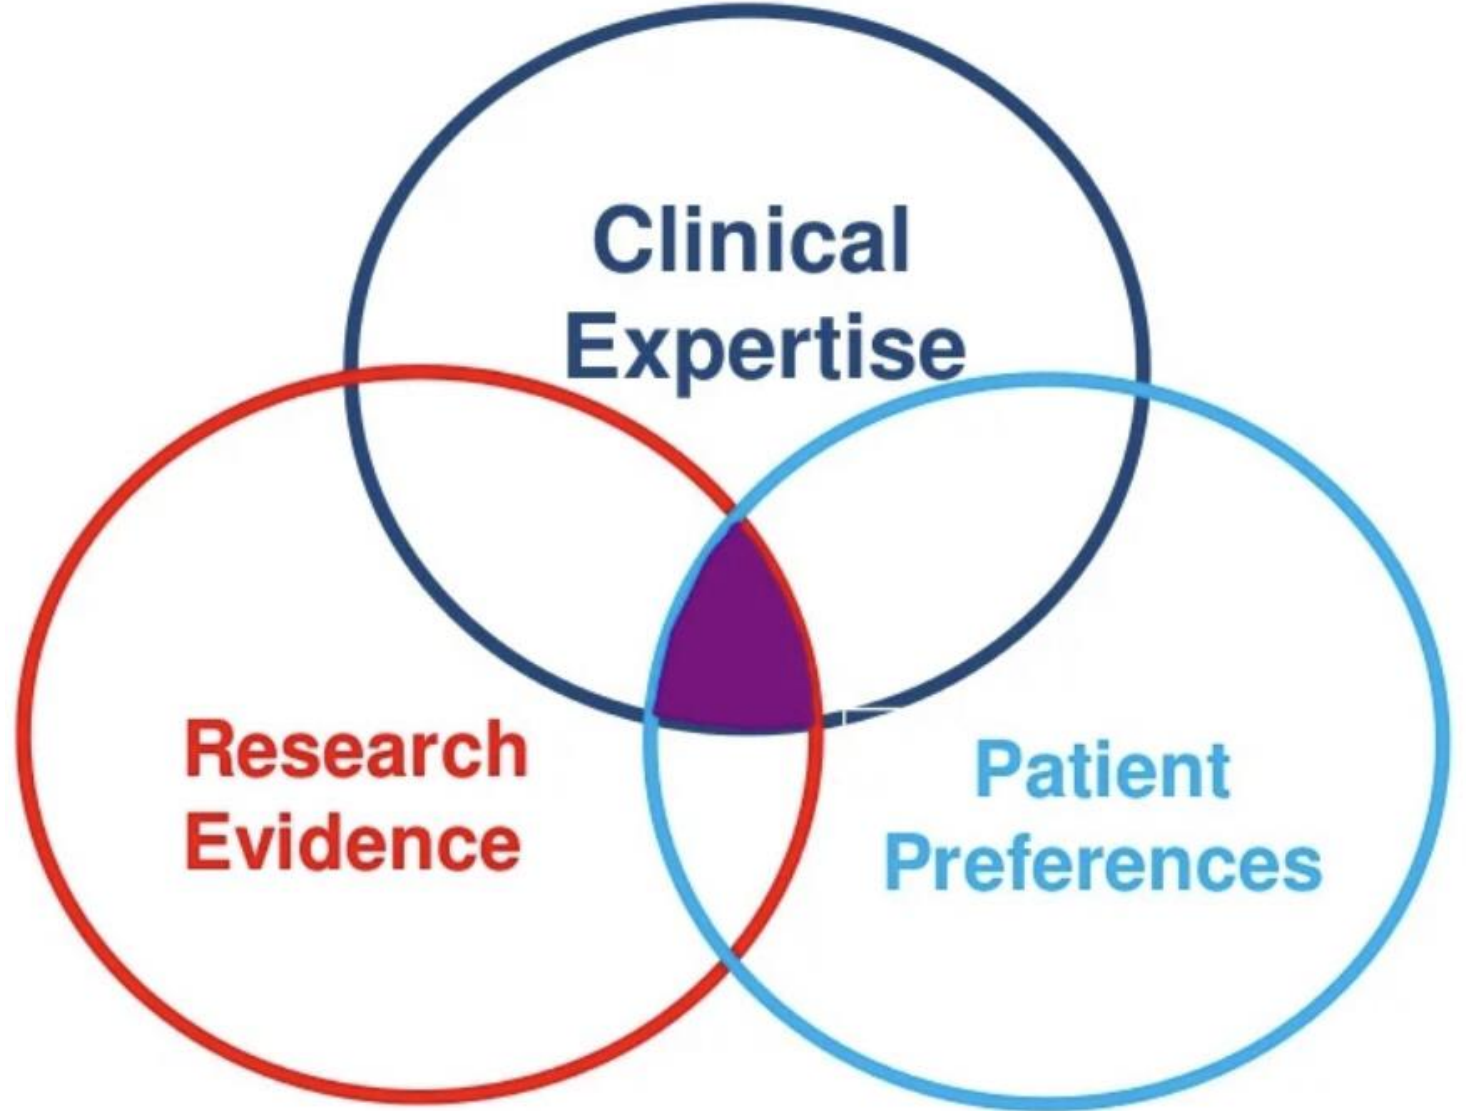 Clinical
Expertise
Research
Evidence
Patient
Preferences